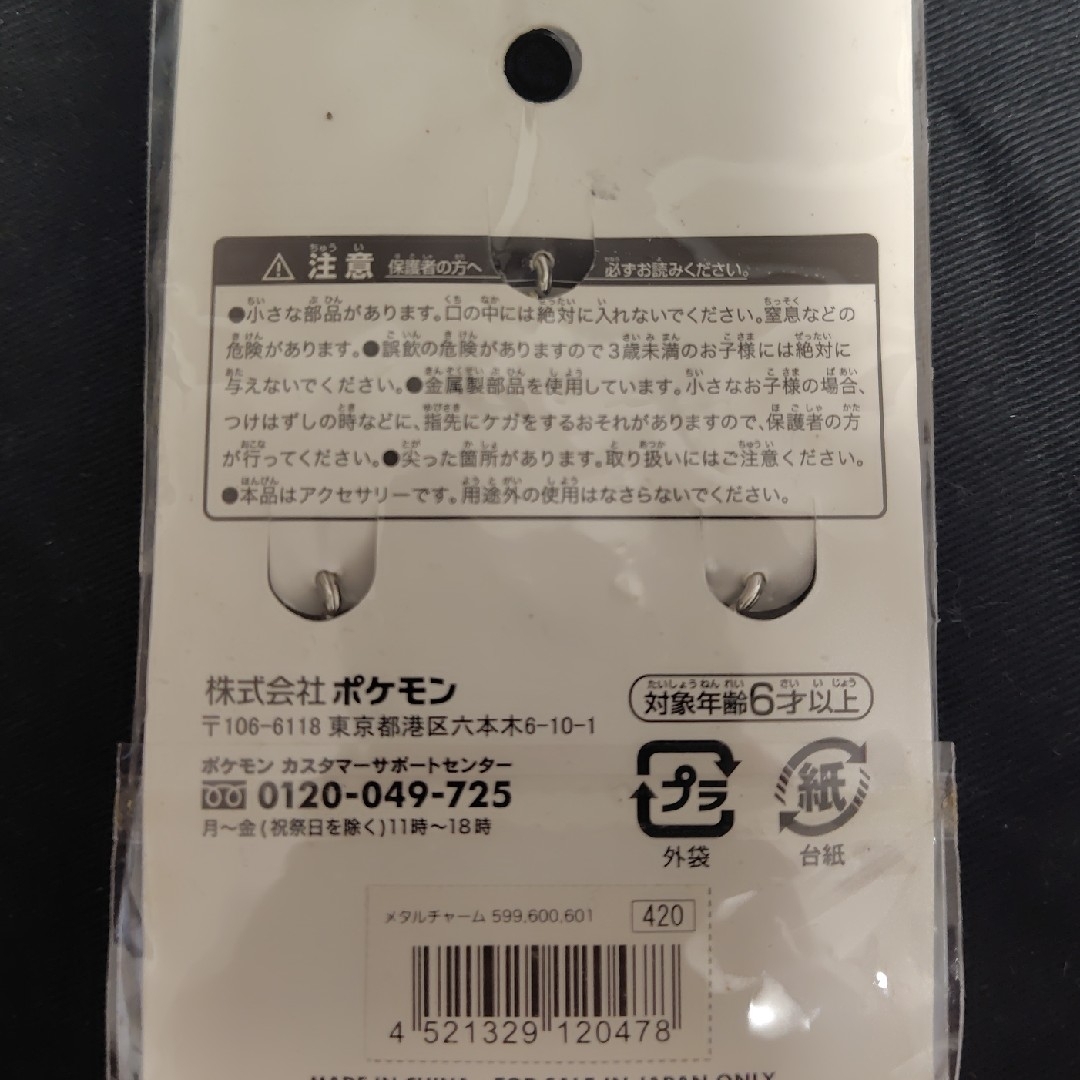 ⚠ 注意 保護者の方へ 必ずお読みください。
●小さな部品があります。口の中には絶対に入れないでください。窒息などの
危険があります。●誤飲の危険がありますので3歳未満のお子様には絶対に
与えないでください。●金属製部品を使用しています。小さなお子様の場合、
つけはずしの時などに、指先にケガをするおそれがありますので、保護者の方
が行ってください。●尖った箇所があります。取り扱いにはご注意ください。
●本品はアクセサリーです。用途外の使用はなさらないでください。
株式会社 ポケモン
〒106-6118 東京都港区六本木6-10-1
ポケモン カスタマーサポートセンター
0120-049-725
月〜金(祝祭日を除く)11時〜18時
対象年齢6才以上
プラ
外袋
紙
台紙
メタルチャーム 599,600,601 420
4 521329 120478
MADE IN CHINA FOR SALE IN JAPAN ONLY